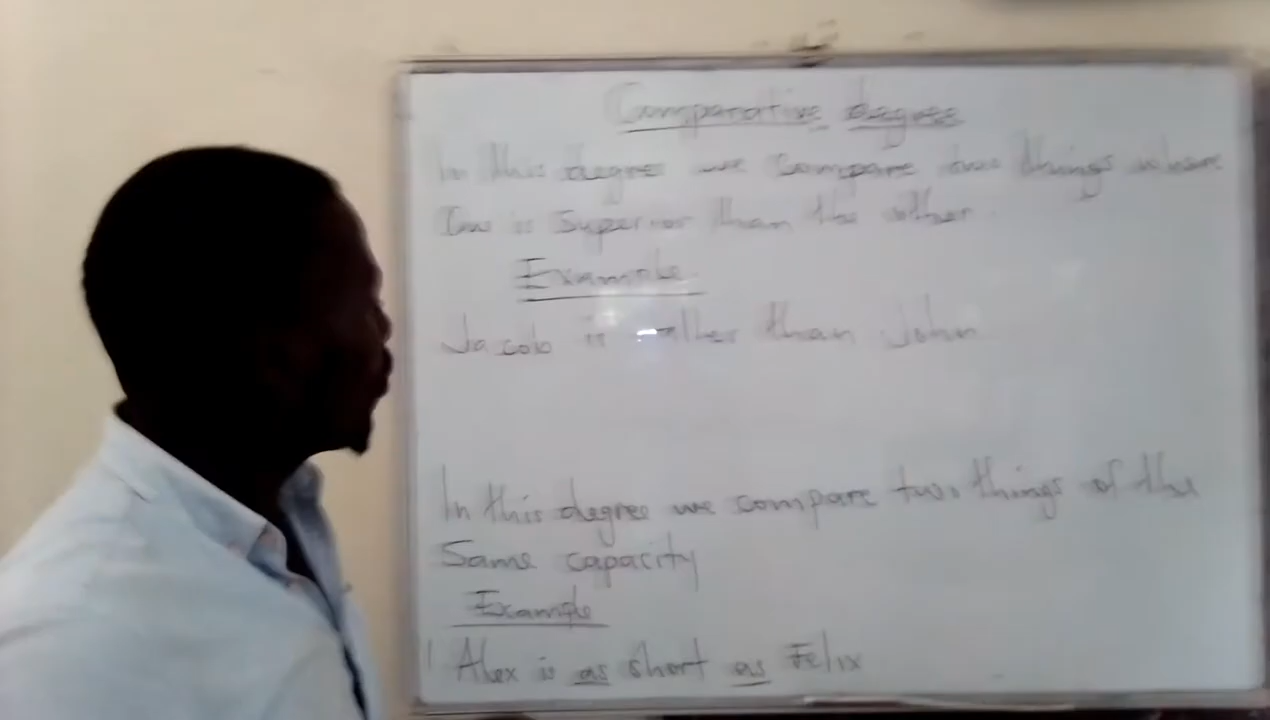 Comparative degree
In this degree we compare two things when
One is Superior than the other.
Example
Jacob is taller than John
In this degree we compare two things of the
Same capacity
Example
1 Alex is as short as Felix